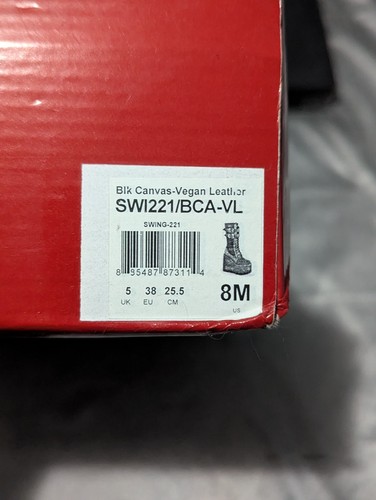 Blk Canvas-Vegan Leather
SWI221/BCA-VL
SWING-221
8 85487 87311 4
5 38 25.5 8M
UK EU CM US